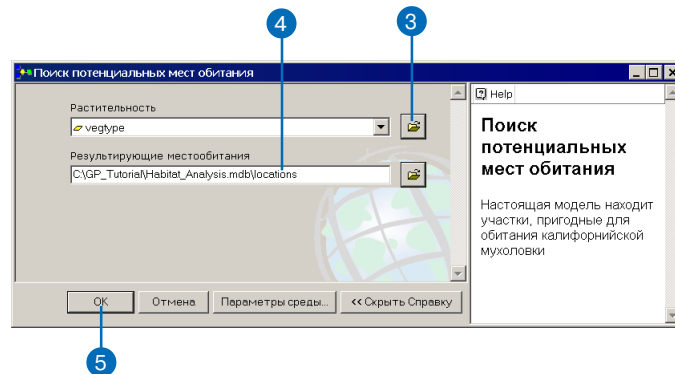 4
3
Поиск потенциальных мест обитания
Растительность
vegtype
Результирующие местообитания
C:\GP_Tutorial\Habitat_Analysis.mdb\locations
OK
Отмена
Параметры среды...
<< Скрыть Справку
Help
Поиск
потенциальных
мест обитания
Настоящая модель находит
участки, пригодные для
обитания калифорнийской
мухоловки
5